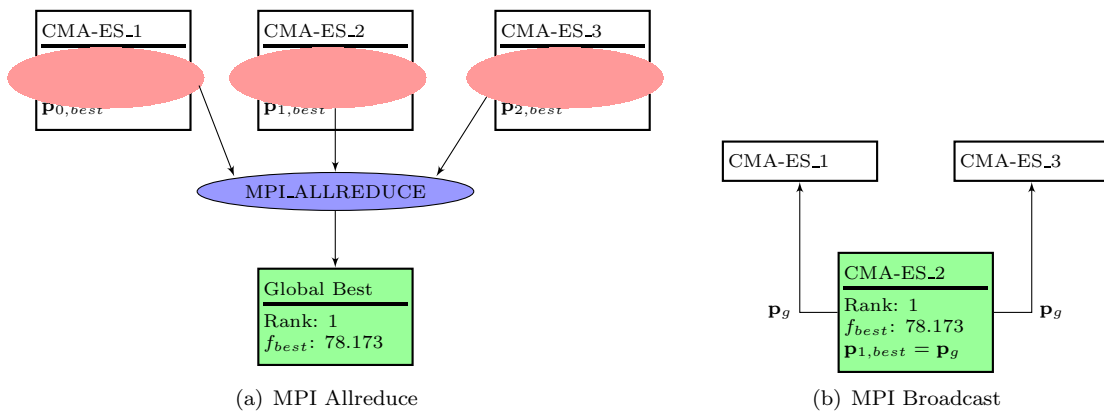 CMA-ES_1
p0,best
CMA-ES_2
p1,best
CMA-ES_3
p2,best
MPI_ALLREDUCE
Global Best
Rank: 1
fbest: 78.173
(a) MPI Allreduce
CMA-ES_1
CMA-ES_3
CMA-ES_2
Rank: 1
fbest: 78.173
p1,best = pg
pg
pg
(b) MPI Broadcast